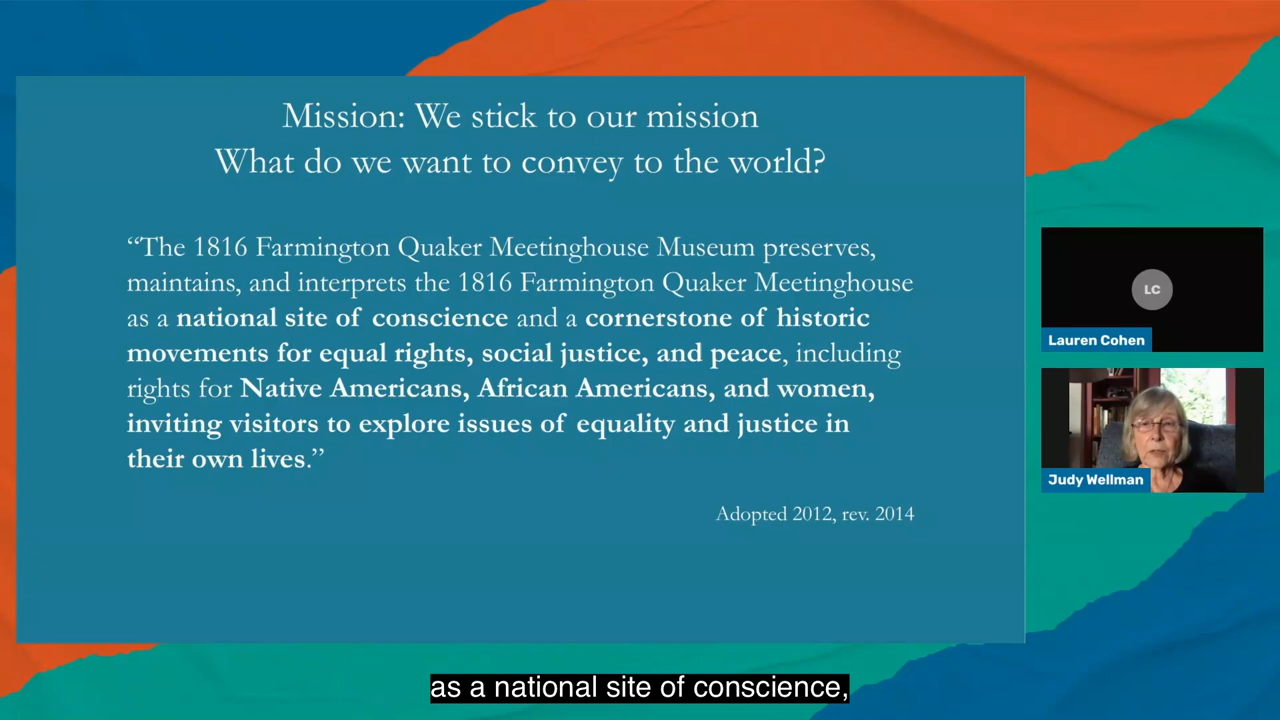 Mission: We stick to our mission
What do we want to convey to the world?
“The 1816 Farmington Quaker Meetinghouse Museum preserves,
maintains, and interprets the 1816 Farmington Quaker Meetinghouse
as a national site of conscience and a cornerstone of historic
movements for equal rights, social justice, and peace, including
rights for Native Americans, African Americans, and women,
inviting visitors to explore issues of equality and justice in
their own lives.”
Adopted 2012, rev. 2014
LC
Lauren Cohen
Judy Wellman
as a national site of conscience,